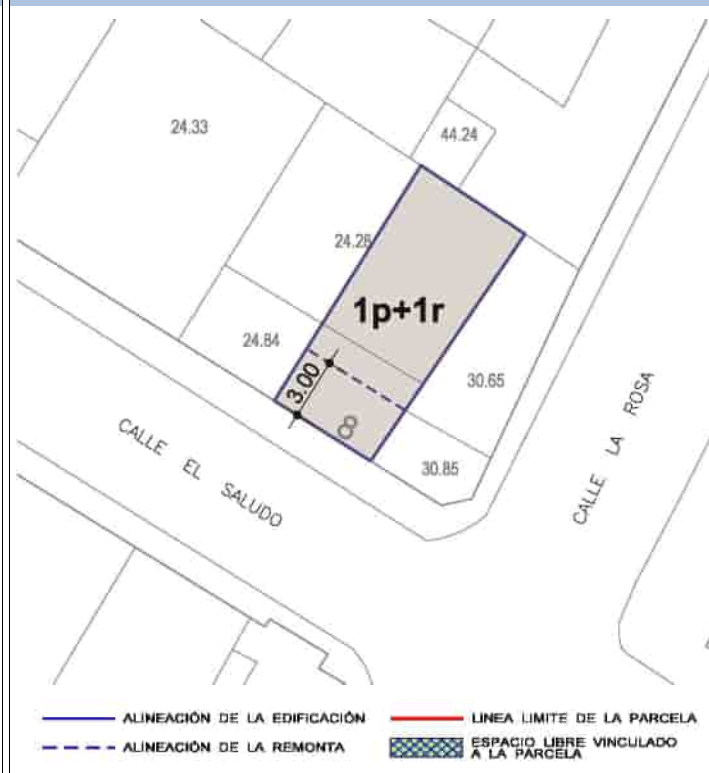 24.33
44.24
24.28
1p+1r
24.84
3.00
30.65
8
30.85
CALLE EL SALUDO
CALLE LA ROSA
ALINEACIÓN DE LA EDIFICACIÓN
LINEA LIMITE DE LA PARCELA
ALINEACIÓN DE LA REMONTA
ESPACIO LIBRE VINCULADO
A LA PARCELA